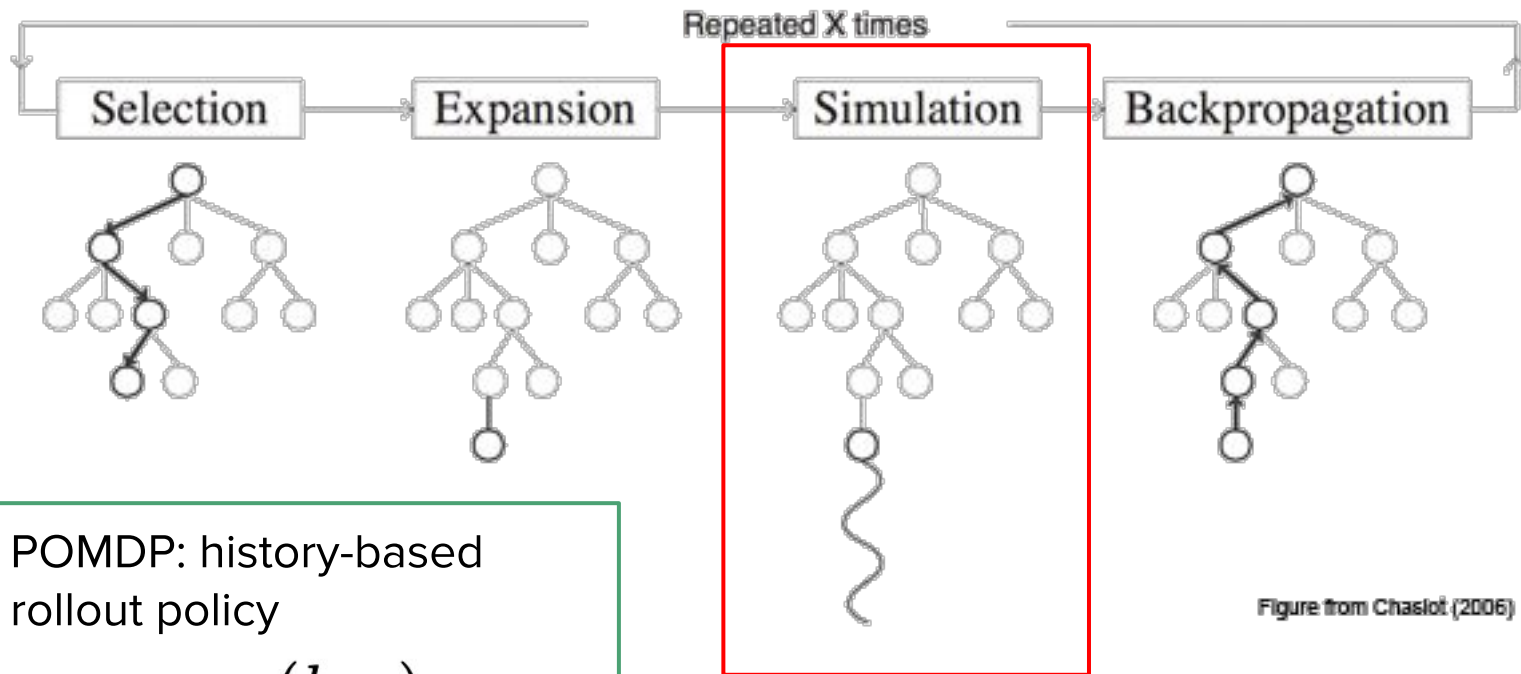 Repeated X times
Selection
Expansion
Simulation
Backpropagation
POMDP: history-based
rollout policy
Figure from Chaslot (2006)